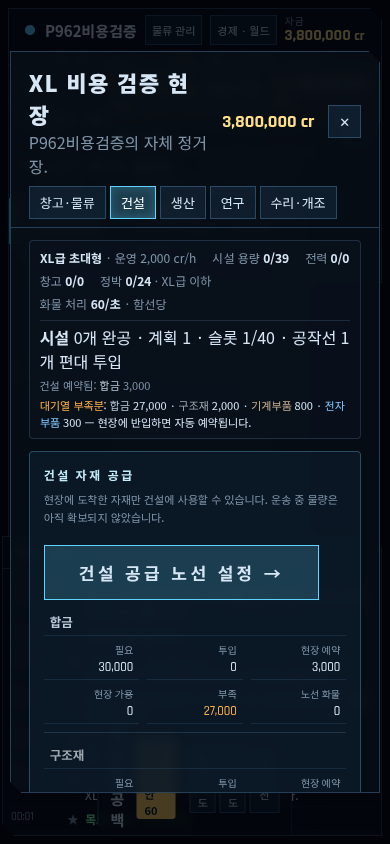 P962비용검증 물류 관리 경제 · 월드 자금
3,800,000 cr
XL 비용 검증 현
장
3,800,000 cr ×
P962비용검증의 자체 정거
장.
창고·물류 건설 생산 연구 수리·개조
XL급 초대형 · 운영 2,000 cr/h 시설 용량 0/39 전력 0/0
창고 0/0 정박 0/24 · XL급 이하
화물 처리 60/초 · 함선당
시설 0개 완공 · 계획 1 · 슬롯 1/40 · 공작선 1
개 편대 투입
건설 예약됨: 합금 3,000
대기열 부족분: 합금 27,000 · 구조재 2,000 · 기계부품 800 · 전자
부품 300 — 현장에 반입하면 자동 예약됩니다.
건설 자재 공급
현장에 도착한 자재만 건설에 사용할 수 있습니다. 운송 중 물량은
아직 확보되지 않았습니다.
건설 공급 노선 설정 →
합금
필요 투입 현장 예약
30,000 0 3,000
현장 가용 부족 노선 화물
0 27,000 0
구조재
필요 투입 현장 예약
XL 공 간 도 도 선
00:01 ★ 목 백 60